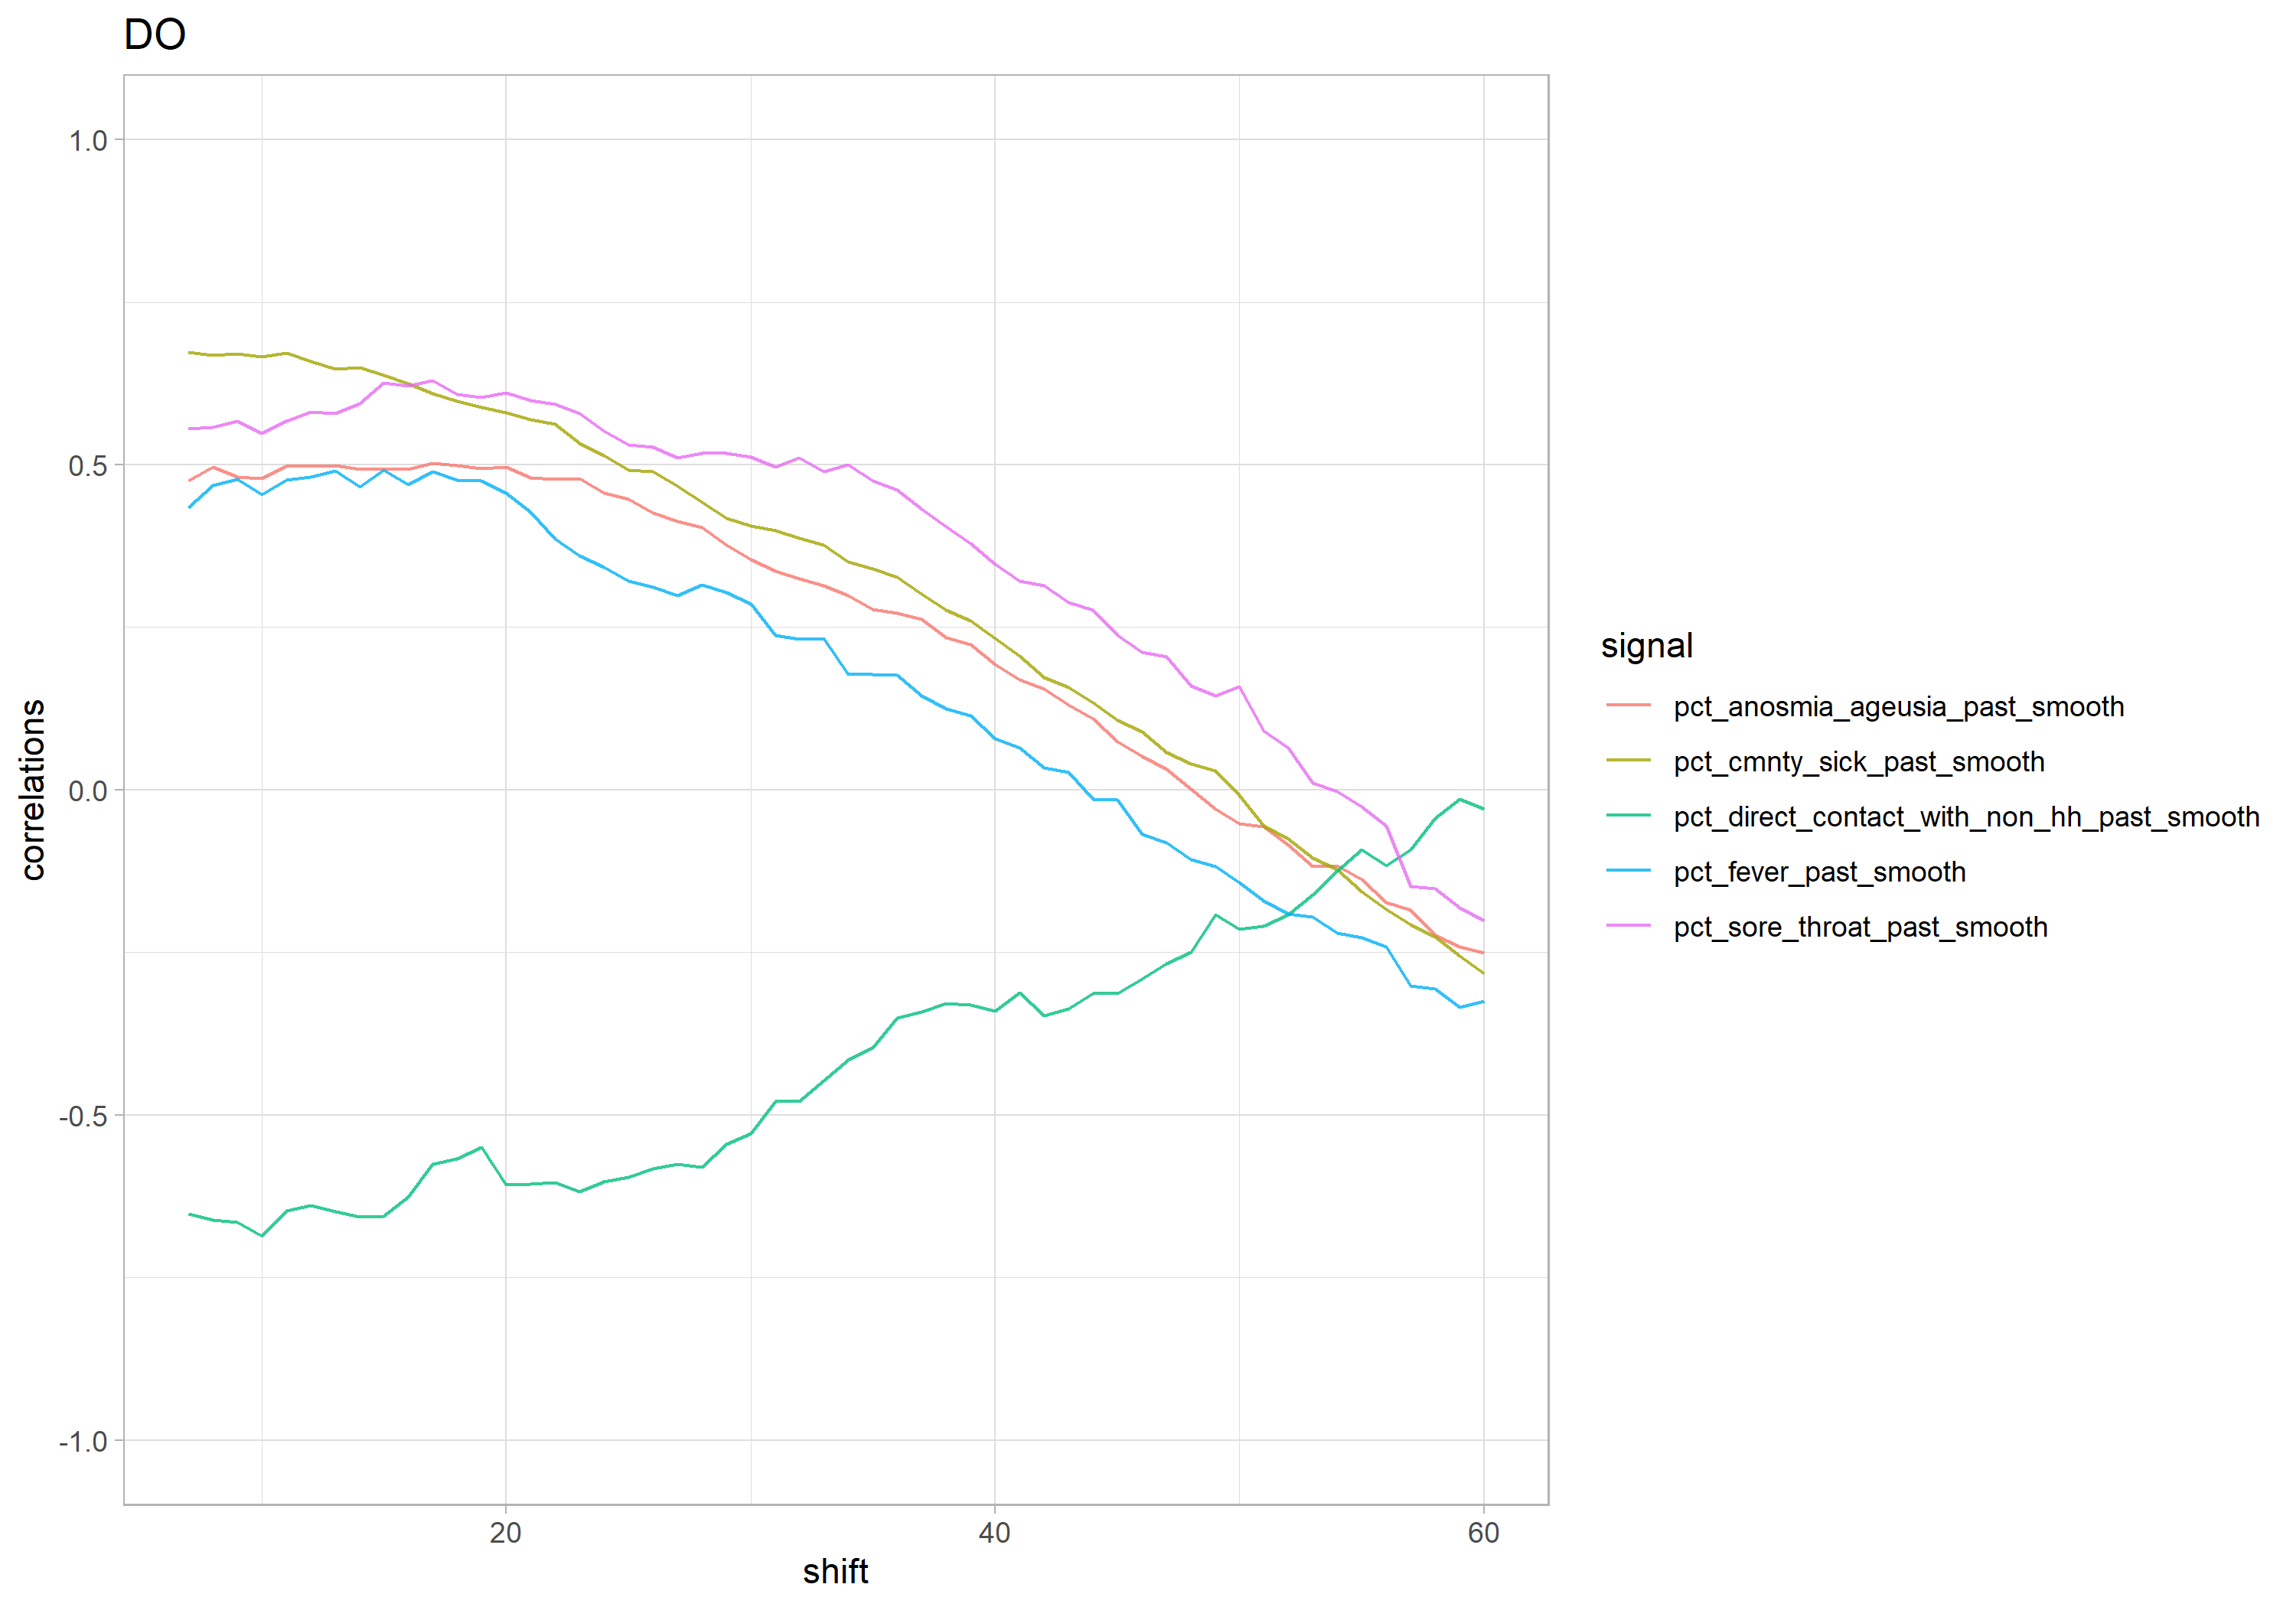 DO
1.0
0.5
0.0
-0.5
-1.0
correlations
20 40 60
shift
signal
pct_anosmia_ageusia_past_smooth
pct_cmnty_sick_past_smooth
pct_direct_contact_with_non_hh_past_smooth
pct_fever_past_smooth
pct_sore_throat_past_smooth